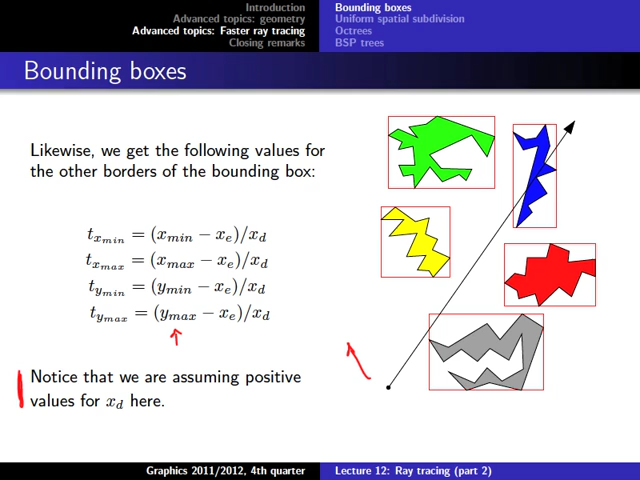 Introduction
Advanced topics: geometry
Advanced topics: Faster ray tracing
Closing remarks
Bounding boxes
Uniform spatial subdivision
Octrees
BSP trees
Bounding boxes
Likewise, we get the following values for
the other borders of the bounding box:
t_{x_{min}} = (x_{min} − x_e)/x_d
t_{x_{max}} = (x_{max} − x_e)/x_d
t_{y_{min}} = (y_{min} − x_e)/x_d
t_{y_{max}} = (y_{max} − x_e)/x_d
Notice that we are assuming positive
values for x_d here.
Graphics 2011/2012, 4th quarter
Lecture 12: Ray tracing (part 2)